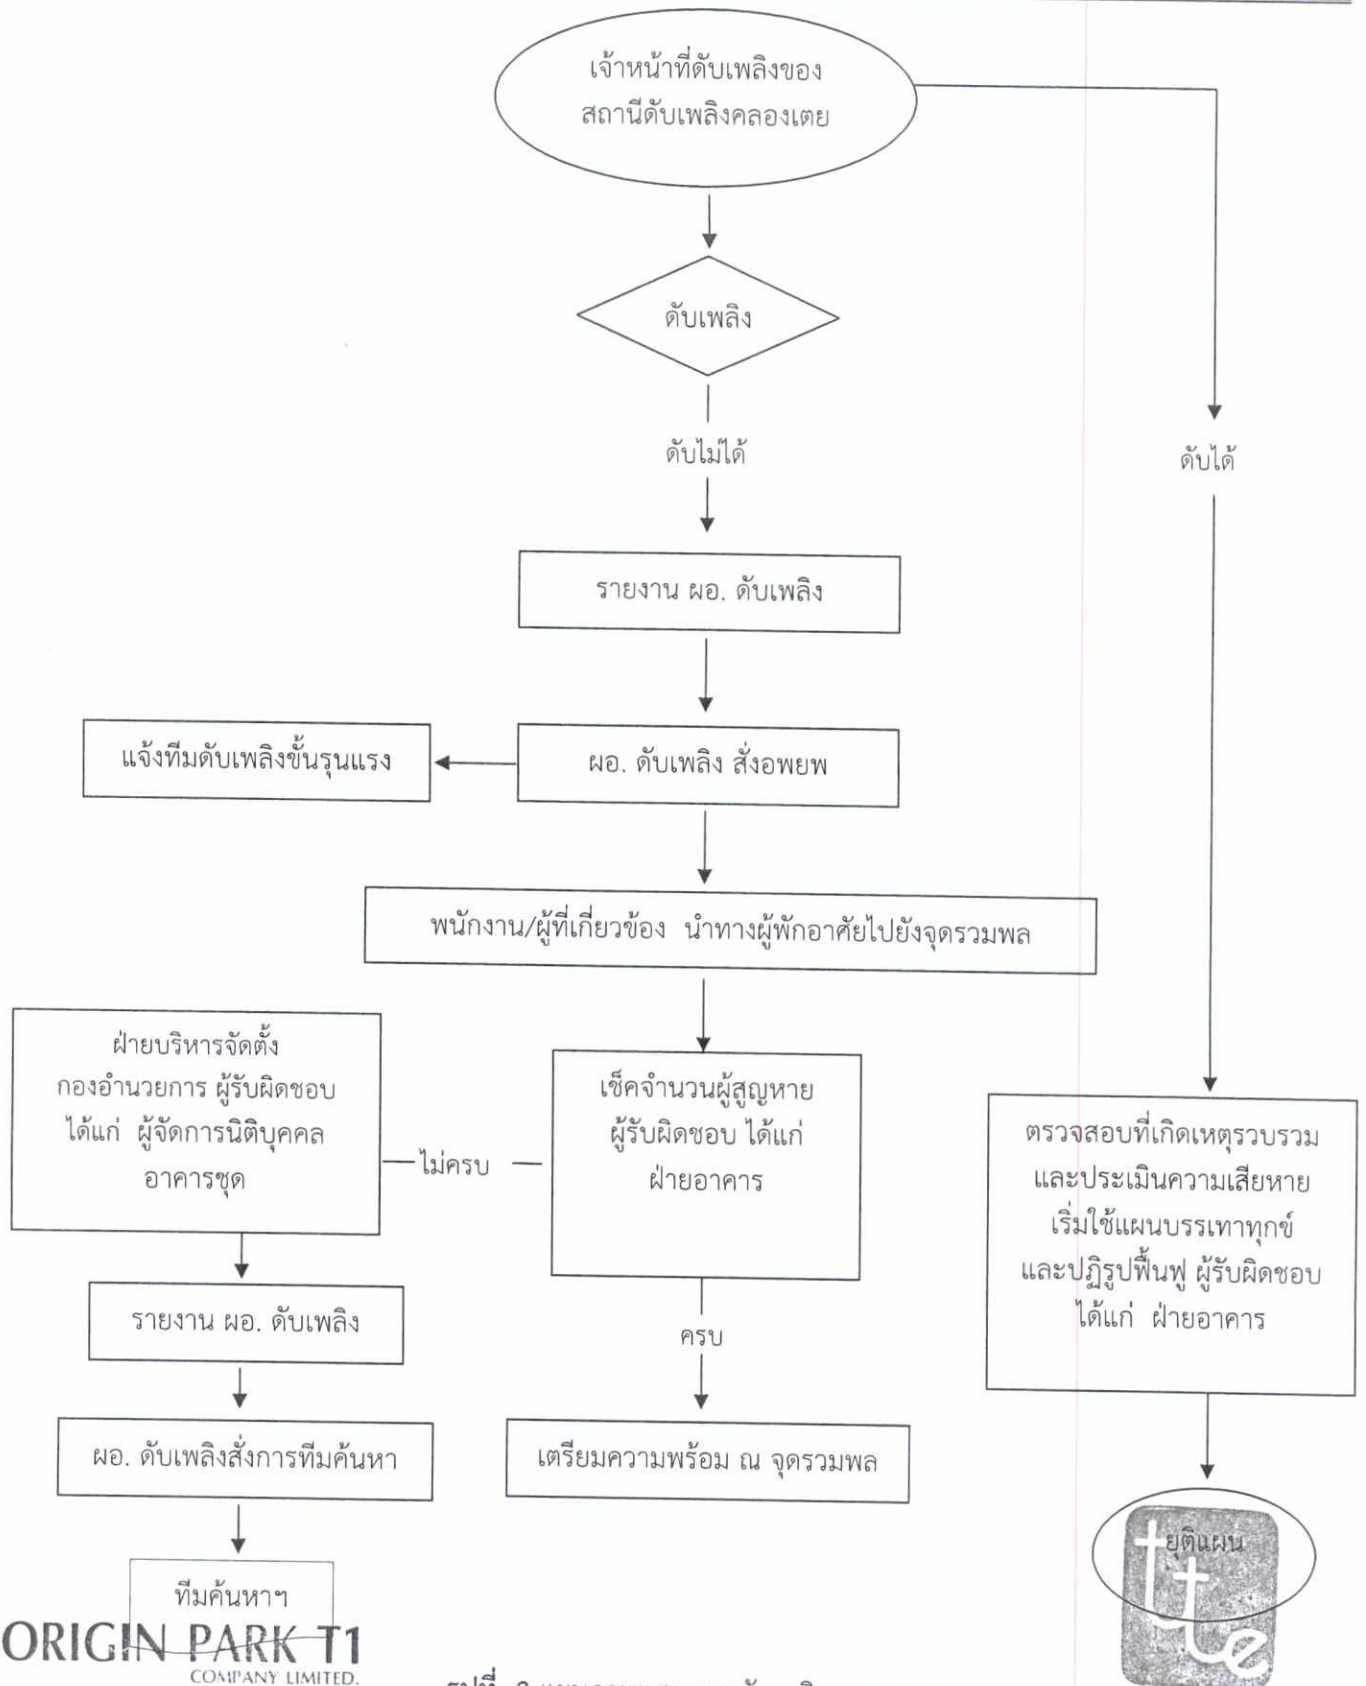 เจ้าหน้าที่ดับเพลิงของ
สถานีดับเพลิงคลองเตย
ดับเพลิง
ดับไม่ได้
ดับได้
รายงาน ผอ. ดับเพลิง
แจ้งทีมดับเพลิงขั้นรุนแรง
ผอ. ดับเพลิง สั่งอพยพ
พนักงาน/ผู้ที่เกี่ยวข้อง นำทางผู้พักอาศัยไปยังจุดรวมพล
ฝ่ายบริหารจัดตั้ง
กองอำนวยการ ผู้รับผิดชอบ
ได้แก่ ผู้จัดการนิติบุคคล
อาคารชุด
ไม่ครบ
เช็คจำนวนผู้สูญหาย
ผู้รับผิดชอบ ได้แก่
ฝ่ายอาคาร
ตรวจสอบที่เกิดเหตุรวบรวม
และประเมินความเสียหาย
เริ่มใช้แผนบรรเทาทุกข์
และปฏิรูปฟื้นฟู ผู้รับผิดชอบ
ได้แก่ ฝ่ายอาคาร
รายงาน ผอ. ดับเพลิง
ครบ
ผอ. ดับเพลิงสั่งการทีมค้นหา
เตรียมความพร้อม ณ จุดรวมพล
ยุติแผน
ทีมค้นหาฯ
ORIGIN PARK T1
COMPANY LIMITED.
รูปที่